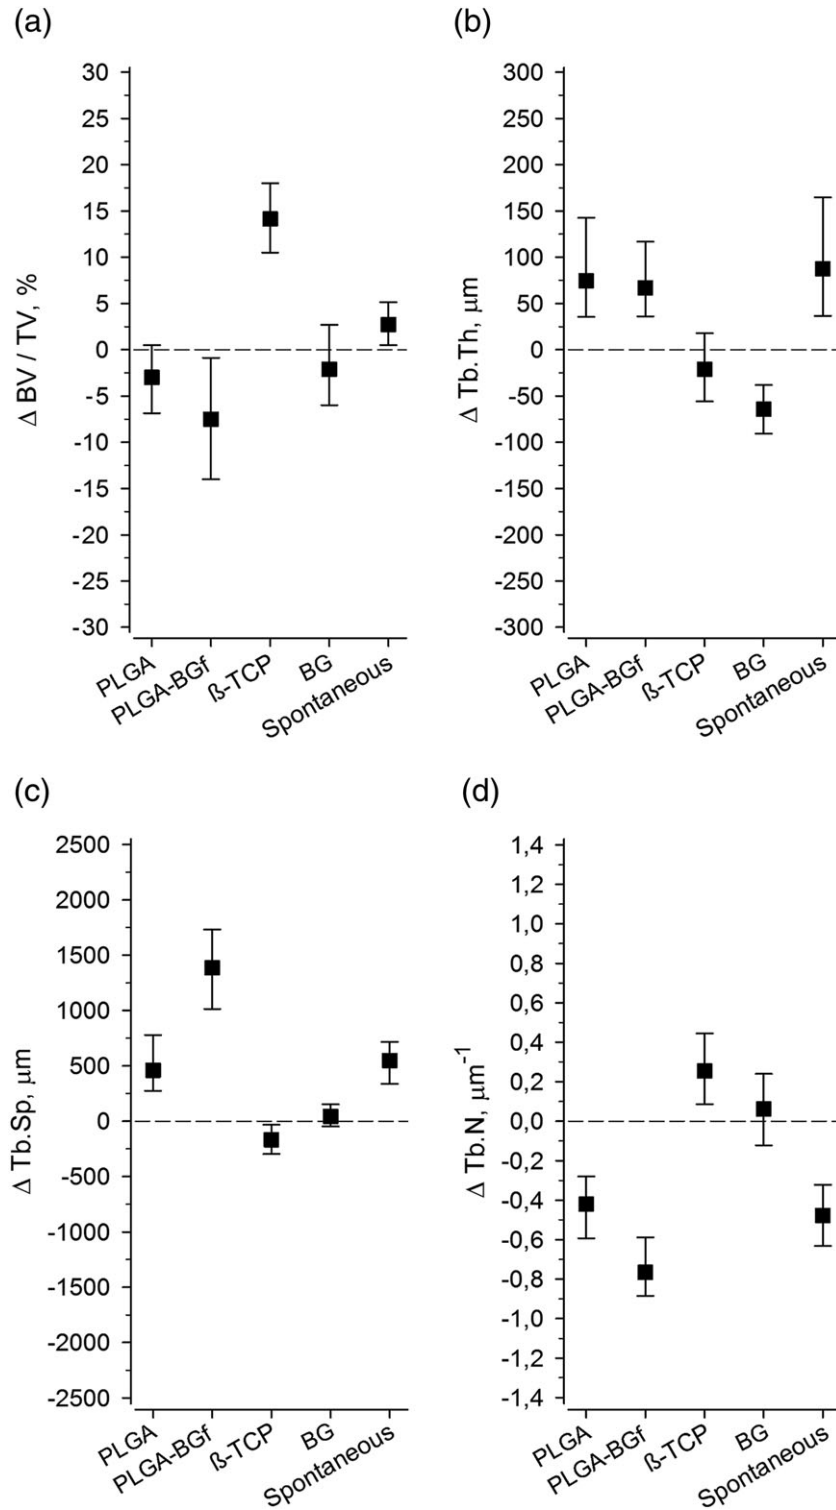 (a)
Δ BV / TV, %
30
25
20
15
10
5
0
-5
-10
-15
-20
-25
-30
PLGA
PLGA-BGf
ß-TCP
BG
Spontaneous
(b)
Δ Tb.Th, μm
300
250
200
150
100
50
0
-50
-100
-150
-200
-250
-300
PLGA
PLGA-BGf
ß-TCP
BG
Spontaneous
(c)
Δ Tb.Sp, μm
2500
2000
1500
1000
500
0
-500
-1000
-1500
-2000
-2500
PLGA
PLGA-BGf
ß-TCP
BG
Spontaneous
(d)
Δ Tb.N, μm⁻¹
1,4
1,2
1,0
0,8
0,6
0,4
0,2
0,0
-0,2
-0,4
-0,6
-0,8
-1,0
-1,2
-1,4
PLGA
PLGA-BGf
ß-TCP
BG
Spontaneous